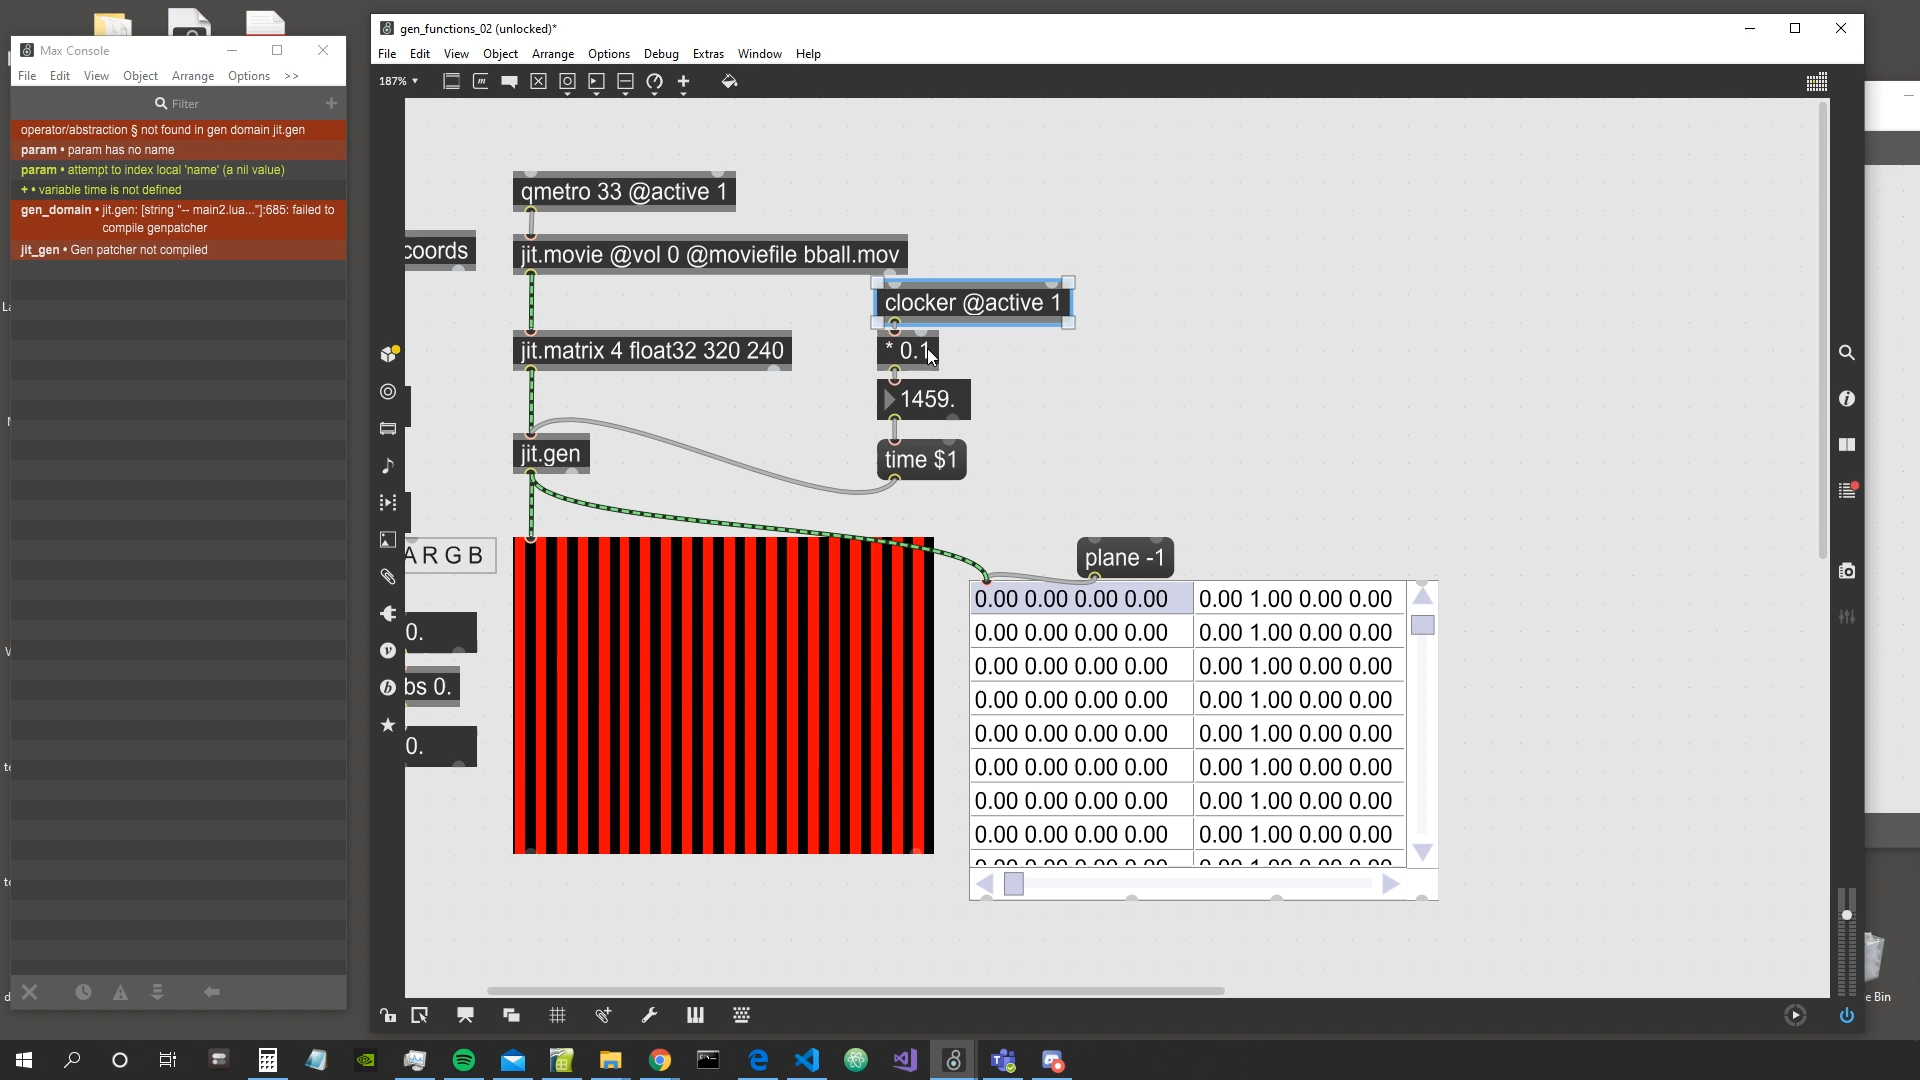 Max Console
File Edit View Object Arrange Options >>
Filter
operator/abstraction § not found in gen domain jit.gen
param • param has no name
param • attempt to index local 'name' (a nil value)
+ • variable time is not defined
gen_domain • jit.gen: [string "-- main2.lua..."]:685: failed to
compile genpatcher
jit_gen • Gen patcher not compiled
gen_functions_02 (unlocked)*
File Edit View Object Arrange Options Debug Extras Window Help
187%
qmetro 33 @active 1
coords
jit.movie @vol 0 @moviefile bball.mov
clocker @active 1
jit.matrix 4 float32 320 240
* 0.1
1459.
jit.gen
time $1
A R G B
plane -1
0.
bs 0.
0.
0.00 0.00 0.00 0.00 0.00 1.00 0.00 0.00
0.00 0.00 0.00 0.00 0.00 1.00 0.00 0.00
0.00 0.00 0.00 0.00 0.00 1.00 0.00 0.00
0.00 0.00 0.00 0.00 0.00 1.00 0.00 0.00
0.00 0.00 0.00 0.00 0.00 1.00 0.00 0.00
0.00 0.00 0.00 0.00 0.00 1.00 0.00 0.00
0.00 0.00 0.00 0.00 0.00 1.00 0.00 0.00
0.00 0.00 0.00 0.00 0.00 1.00 0.00 0.00
e Bin